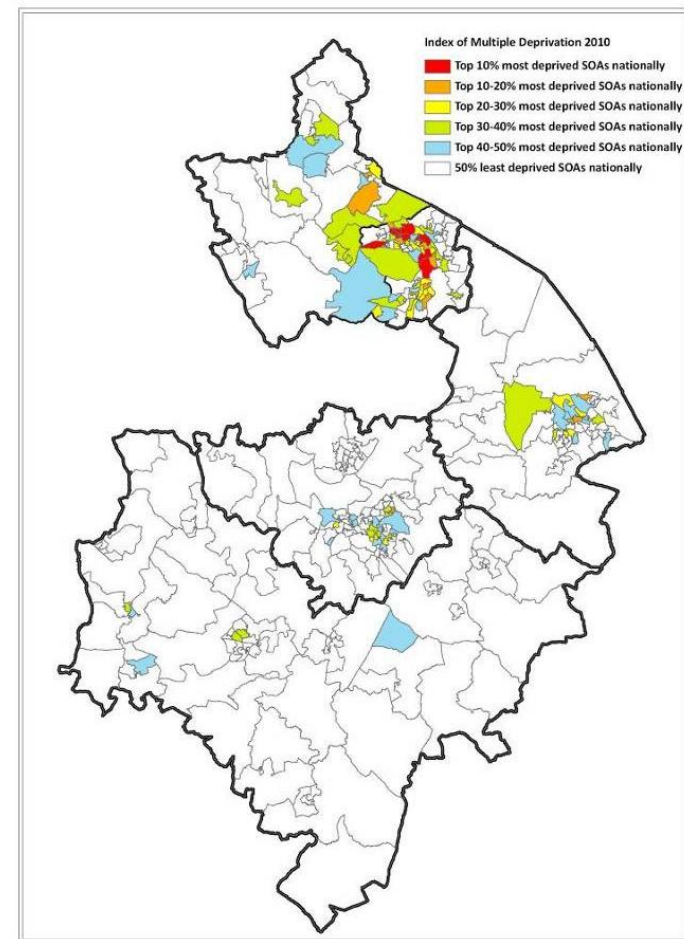 Index of Multiple Deprivation 2010
Top 10% most deprived SOAs nationally
Top 10-20% most deprived SOAs nationally
Top 20-30% most deprived SOAs nationally
Top 30-40% most deprived SOAs nationally
Top 40-50% most deprived SOAs nationally
50% least deprived SOAs nationally